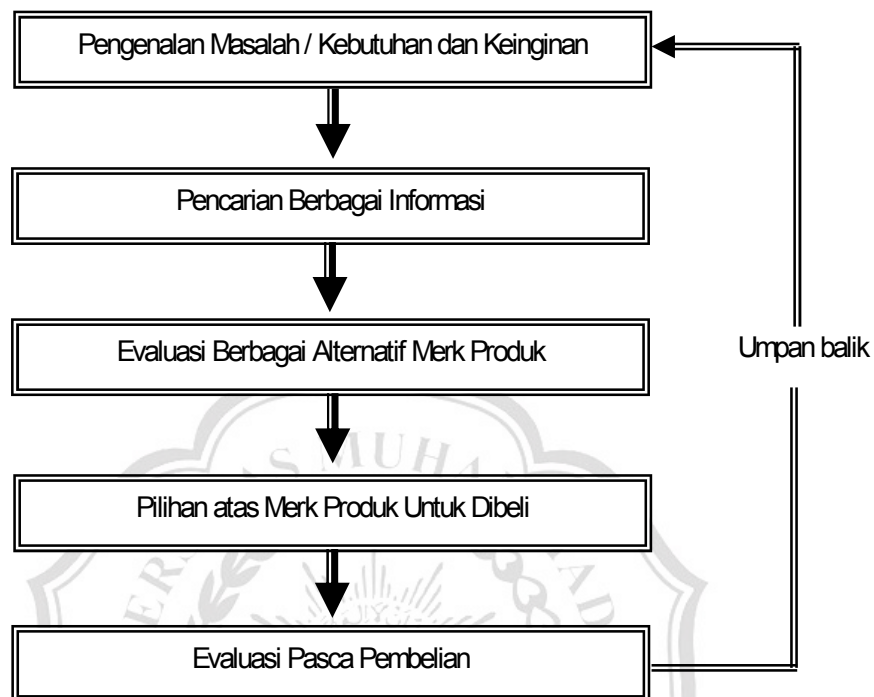 Pengenalan Masalah / Kebutuhan dan Keinginan
Pencarian Berbagai Informasi
Evaluasi Berbagai Alternatif Merk Produk
Umpan balik
Pilihan atas Merk Produk Untuk Dibeli
Evaluasi Pasca Pembelian